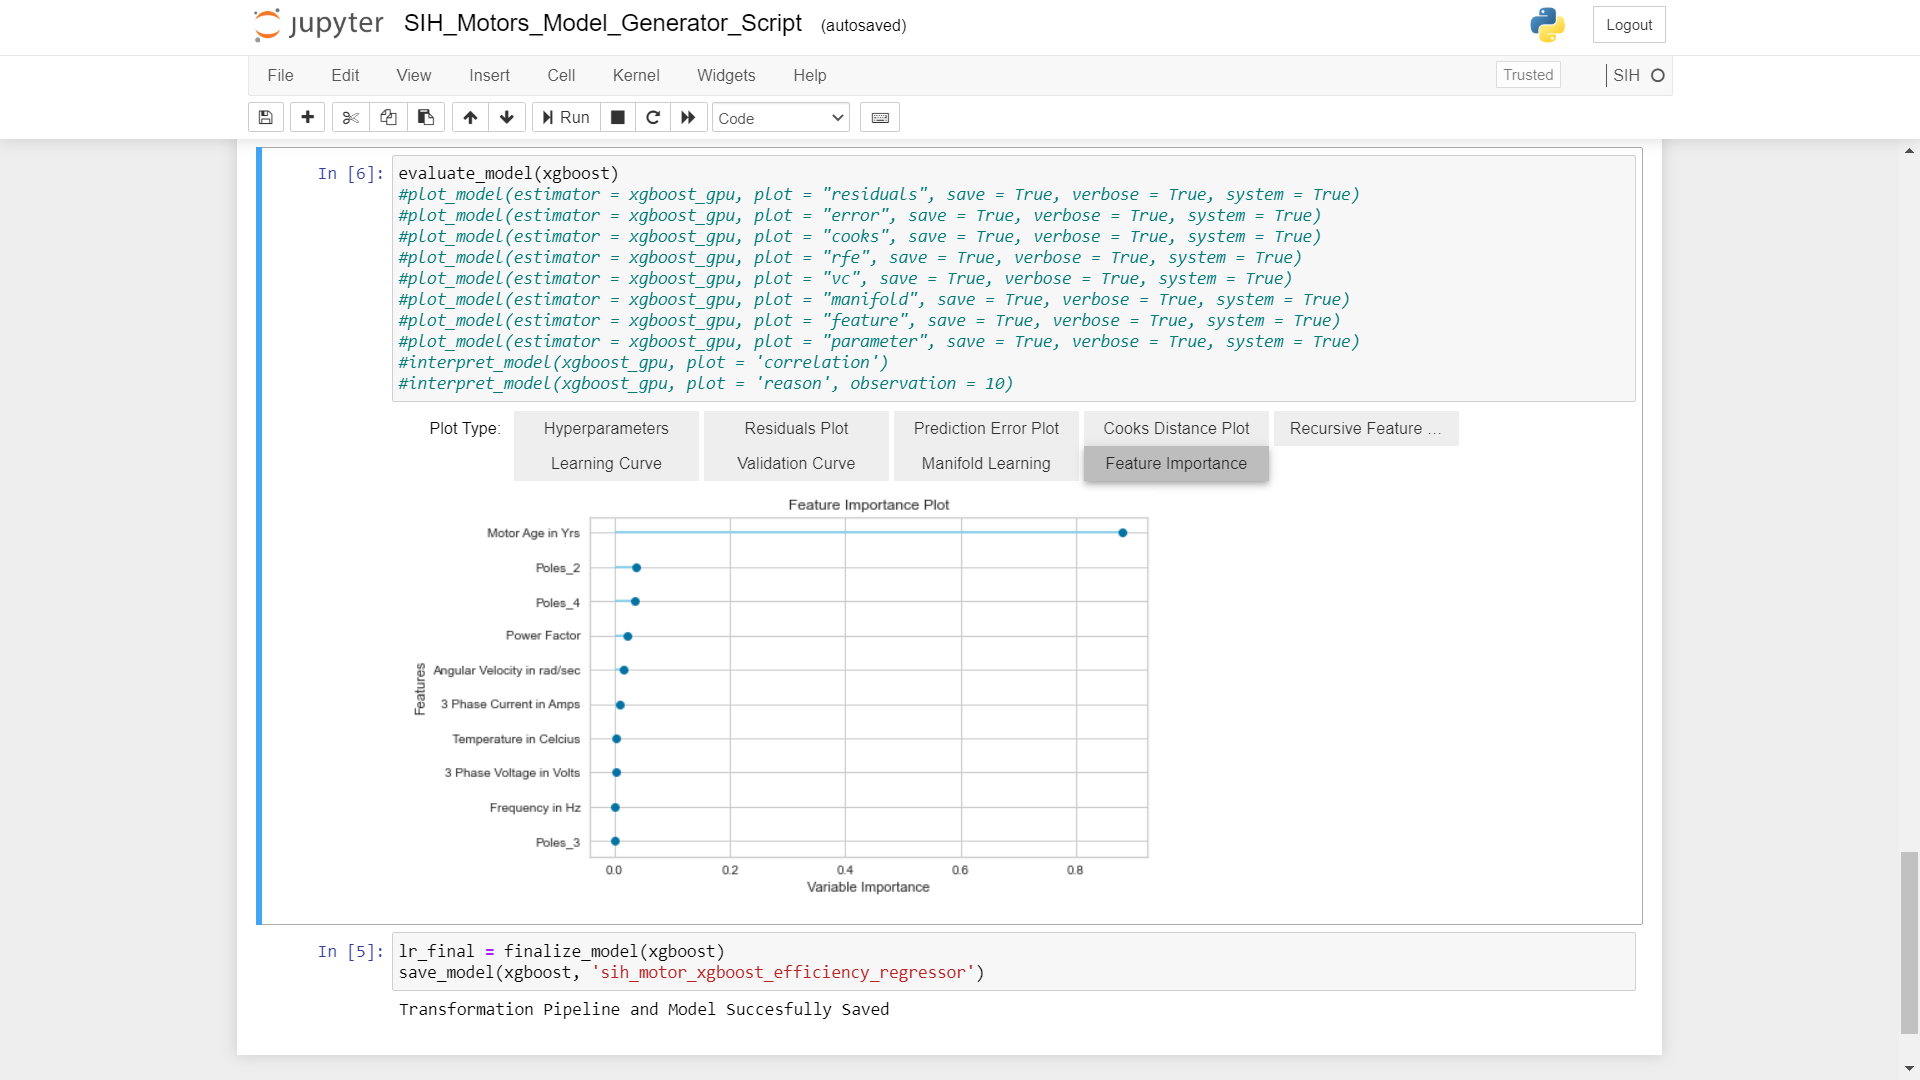 jupyter SIH_Motors_Model_Generator_Script (autosaved) Logout
File Edit View Insert Cell Kernel Widgets Help Trusted SIH
Run Code
In [6]: evaluate_model(xgboost)
#plot_model(estimator = xgboost_gpu, plot = "residuals", save = True, verbose = True, system = True)
#plot_model(estimator = xgboost_gpu, plot = "error", save = True, verbose = True, system = True)
#plot_model(estimator = xgboost_gpu, plot = "cooks", save = True, verbose = True, system = True)
#plot_model(estimator = xgboost_gpu, plot = "rfe", save = True, verbose = True, system = True)
#plot_model(estimator = xgboost_gpu, plot = "vc", save = True, verbose = True, system = True)
#plot_model(estimator = xgboost_gpu, plot = "manifold", save = True, verbose = True, system = True)
#plot_model(estimator = xgboost_gpu, plot = "feature", save = True, verbose = True, system = True)
#plot_model(estimator = xgboost_gpu, plot = "parameter", save = True, verbose = True, system = True)
#interpret_model(xgboost_gpu, plot = 'correlation')
#interpret_model(xgboost_gpu, plot = 'reason', observation = 10)
Plot Type: Hyperparameters Residuals Plot Prediction Error Plot Cooks Distance Plot Recursive Feature ...
Learning Curve Validation Curve Manifold Learning Feature Importance
Feature Importance Plot
Motor Age in Yrs
Poles_2
Poles_4
Power Factor
Angular Velocity in rad/sec
3 Phase Current in Amps
Temperature in Celcius
3 Phase Voltage in Volts
Frequency in Hz
Poles_3
Features
0.0 0.2 0.4 0.6 0.8
Variable Importance
In [5]: lr_final = finalize_model(xgboost)
save_model(xgboost, 'sih_motor_xgboost_efficiency_regressor')
Transformation Pipeline and Model Succesfully Saved